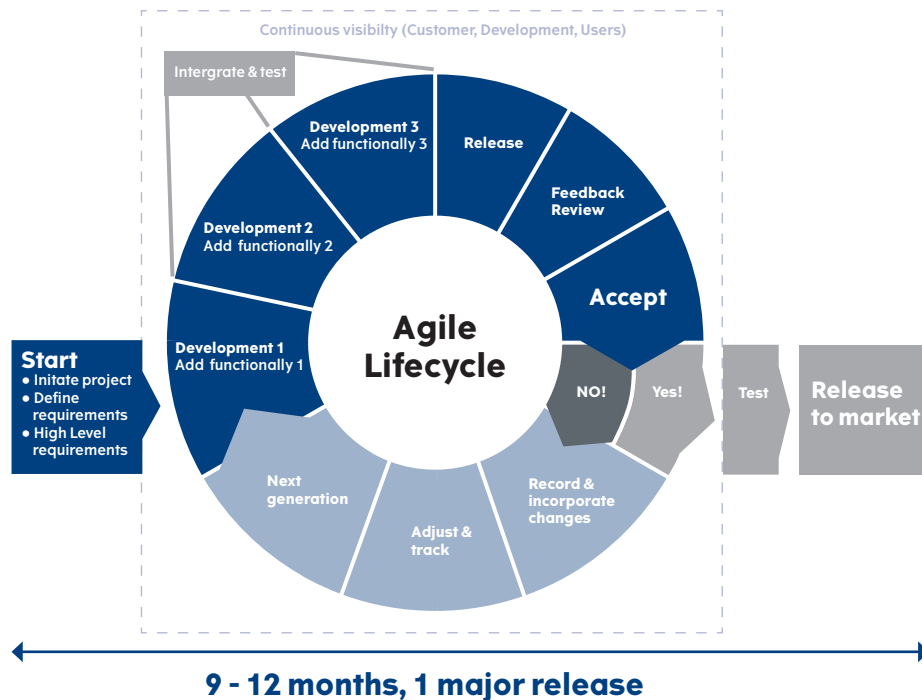 Continuous visibilty (Customer, Development, Users)
Intergrate & test
Development 3
Add functionally 3
Release
Feedback
Review
Development 2
Add functionally 2
Accept
Agile
Lifecycle
Development 1
Add functionally 1
Start
• Initate project
• Define
requirements
• High Level
requirements
NO!
Yes!
Test
Release
to market
Next
generation
Adjust &
track
Record &
incorporate
changes
9 - 12 months, 1 major release